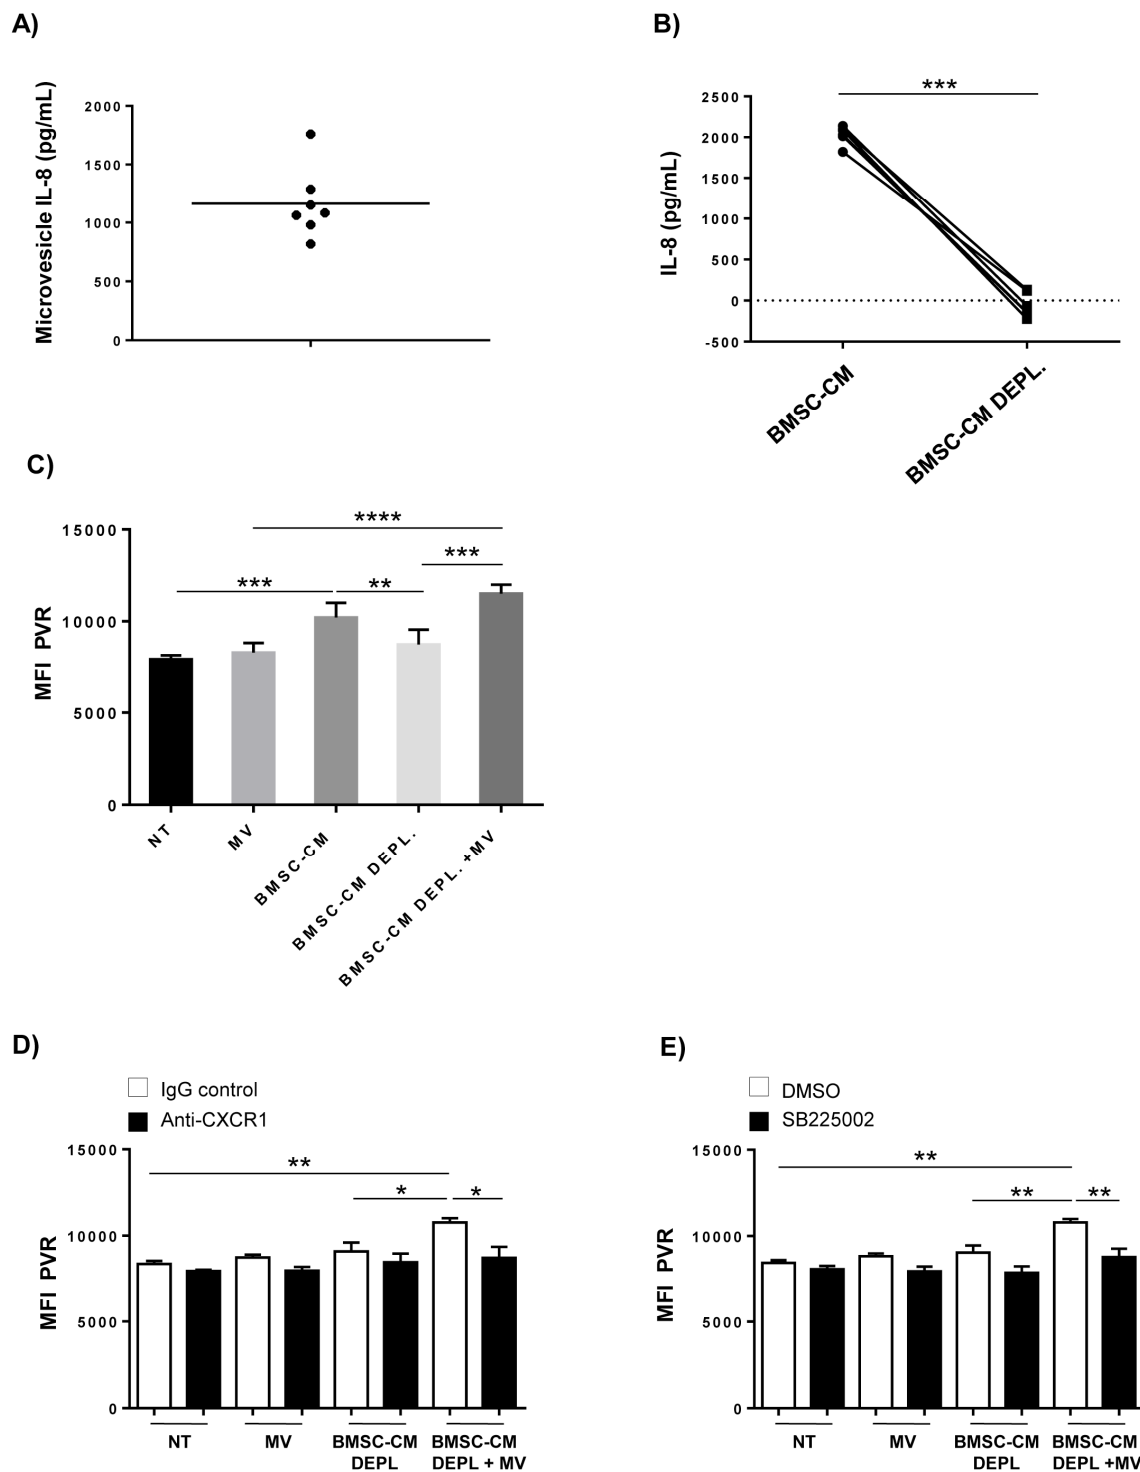 A)
Microvesicle IL-8 (pg/mL)
2000
1500
1000
500
0
B)
***
IL-8 (pg/mL)
2500
2000
1500
1000
500
0
-500
BMSC-CM
BMSC-CM DEPL.
C)
MFI PVR
15000
10000
5000
0
****
***
***
**
NT
MV
BMSC-CM
BMSC-CM DEPL.
BMSC-CM DEPL. +MV
D)
IgG control
Anti-CXCR1
MFI PVR
15000
10000
5000
0
**
*
*
NT
MV
BMSC-CM
DEPL
BMSC-CM
DEPL + MV
E)
DMSO
SB225002
MFI PVR
15000
10000
5000
0
**
**
**
NT
MV
BMSC-CM
DEPL
BMSC-CM
DEPL +MV